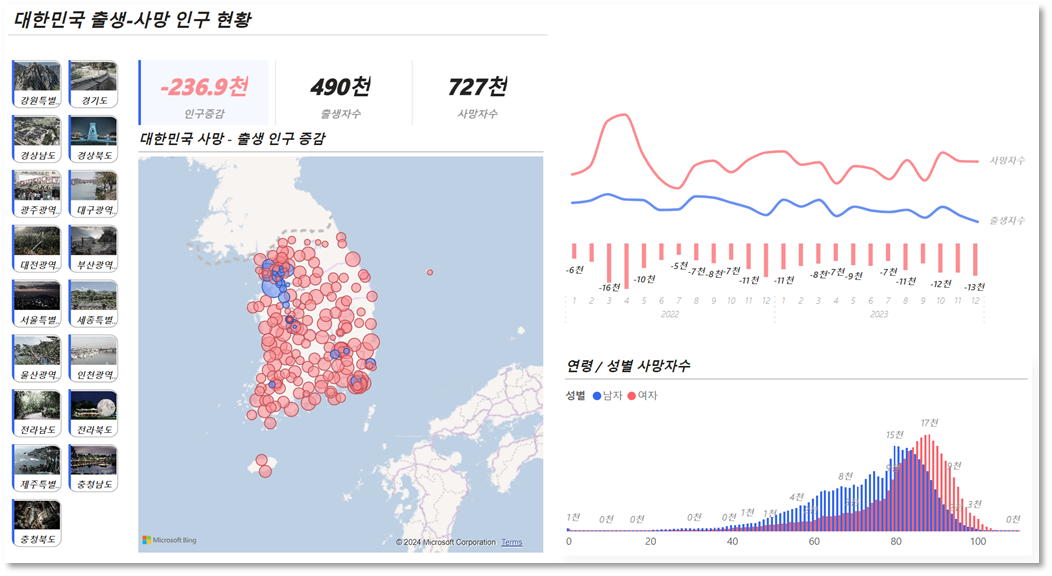 대한민국 출생-사망 인구 현황
강원특별..
경기도
경상남도
경상북도
광주광역..
대구광역..
대전광역..
부산광역..
서울특별..
세종특별..
울산광역..
인천광역..
전라남도
전라북도
제주특별..
충청남도
충청북도
-236.9천
인구증감
490천
출생자수
727천
사망자수
대한민국 사망 - 출생 인구 증감
Microsoft Bing
© 2024 Microsoft Corporation Terms
사망자수
출생자수
-6천 -16천 -10천 -5천 -7천 -8천 -7천 -11천 -11천 -8천 -7천 -9천 -7천 -11천 -12천 -13천
1 2 3 4 5 6 7 8 9 10 11 12 1 2 3 4 5 6 7 8 9 10 11 12
2022 2023
연령 / 성별 사망자수
성별 남자 여자
17천
15천
8천 9천
4천 3천
1천 0천 0천 0천 0천 1천 1천 0천
0 20 40 60 80 100